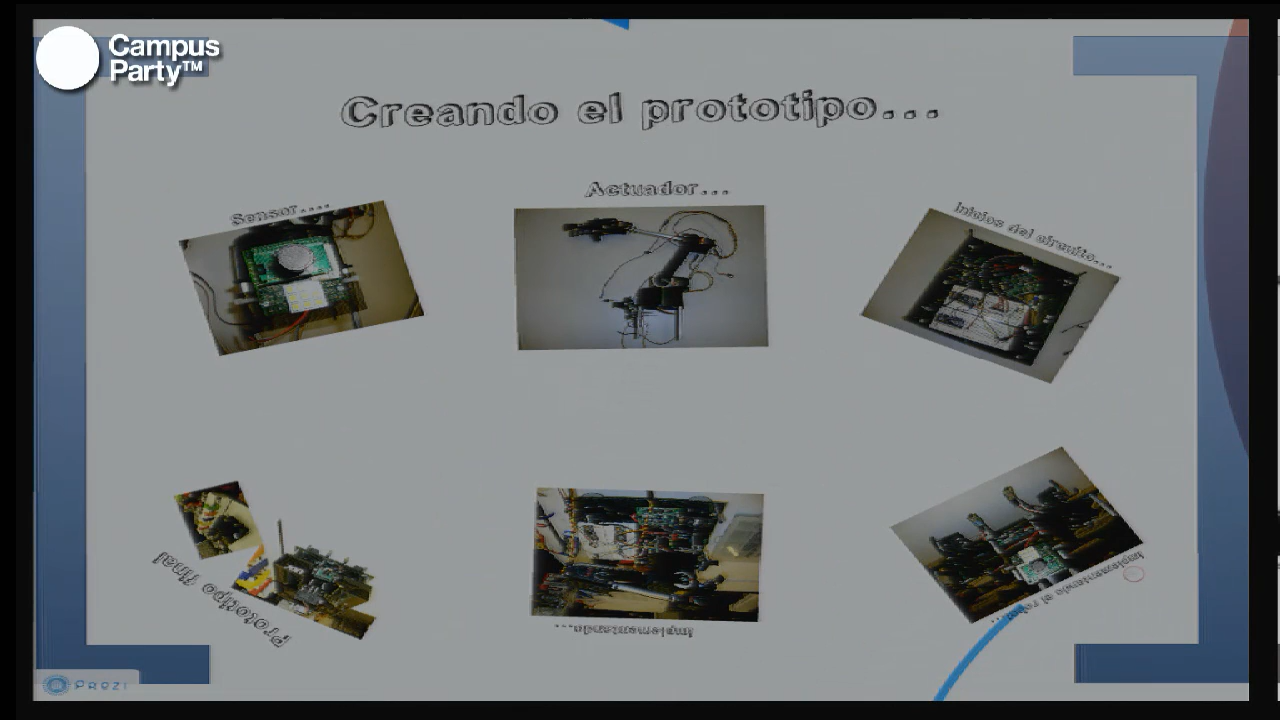 Campus
Party™
Creando el prototipo...
Sensor....
Actuador...
Inicios del circuito...
Prototipo final
implementando...
implementando el robot...
Prezi